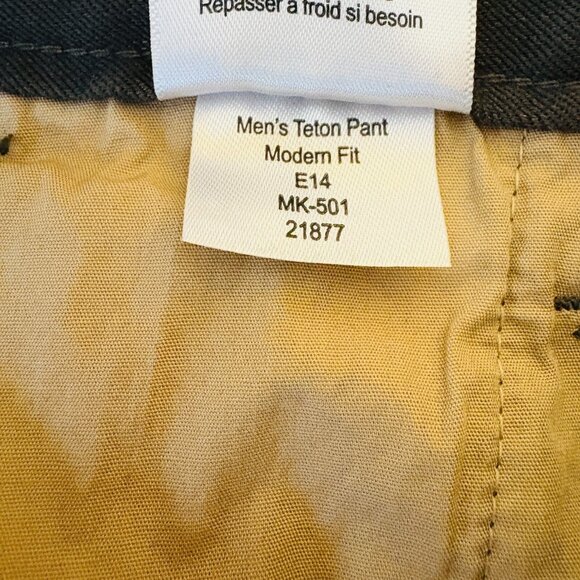 Repasser à froid si besoin
Men's Teton Pant
Modern Fit
E14
MK-501
21877